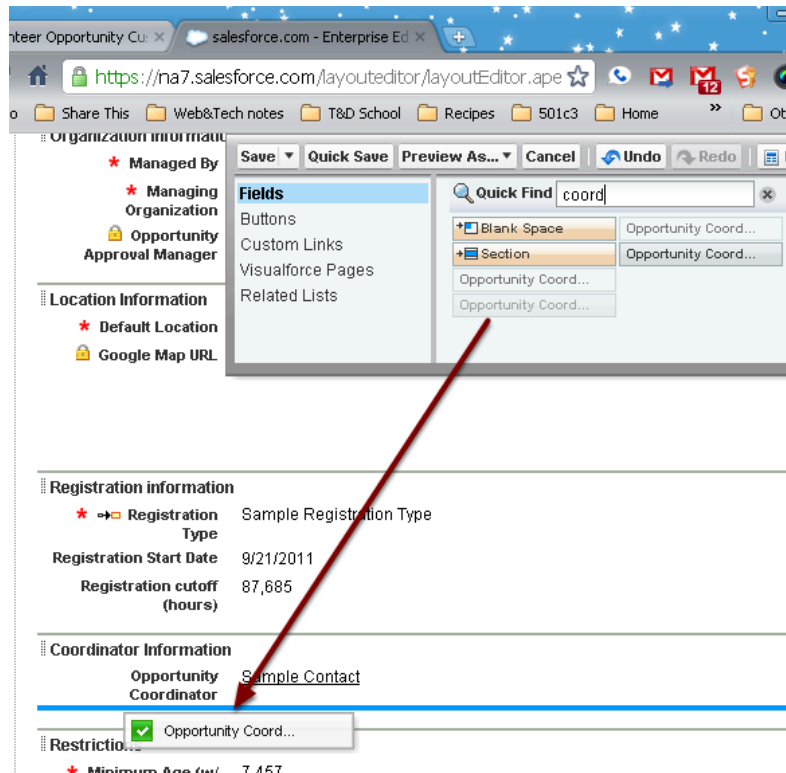 nteer Opportunity Cu:
salesforce.com - Enterprise Ed
https://na7.salesforce.com/layouteditor/layoutEditor.ape
12
Share This
Web&Tech notes
T&D School
Recipes
501c3
Home
»
Ot
Organization Informatic
* Managed By
* Managing
Organization
Opportunity
Approval Manager
Save
Quick Save
Preview As...
Cancel
Undo
Redo
Fields
Buttons
Custom Links
Visualforce Pages
Related Lists
Quick Find coord
Blank Space
Opportunity Coord...
Section
Opportunity Coord...
Opportunity Coord...
Opportunity Coord...
Location Information
* Default Location
Google Map URL
Registration information
* Registration Sample Registration Type
Type
Registration Start Date 9/21/2011
Registration cutoff 87,685
(hours)
Coordinator Information
Opportunity Sample Contact
Coordinator
Opportunity Coord...
Restriction
* Minimum Age (w/ 7,457